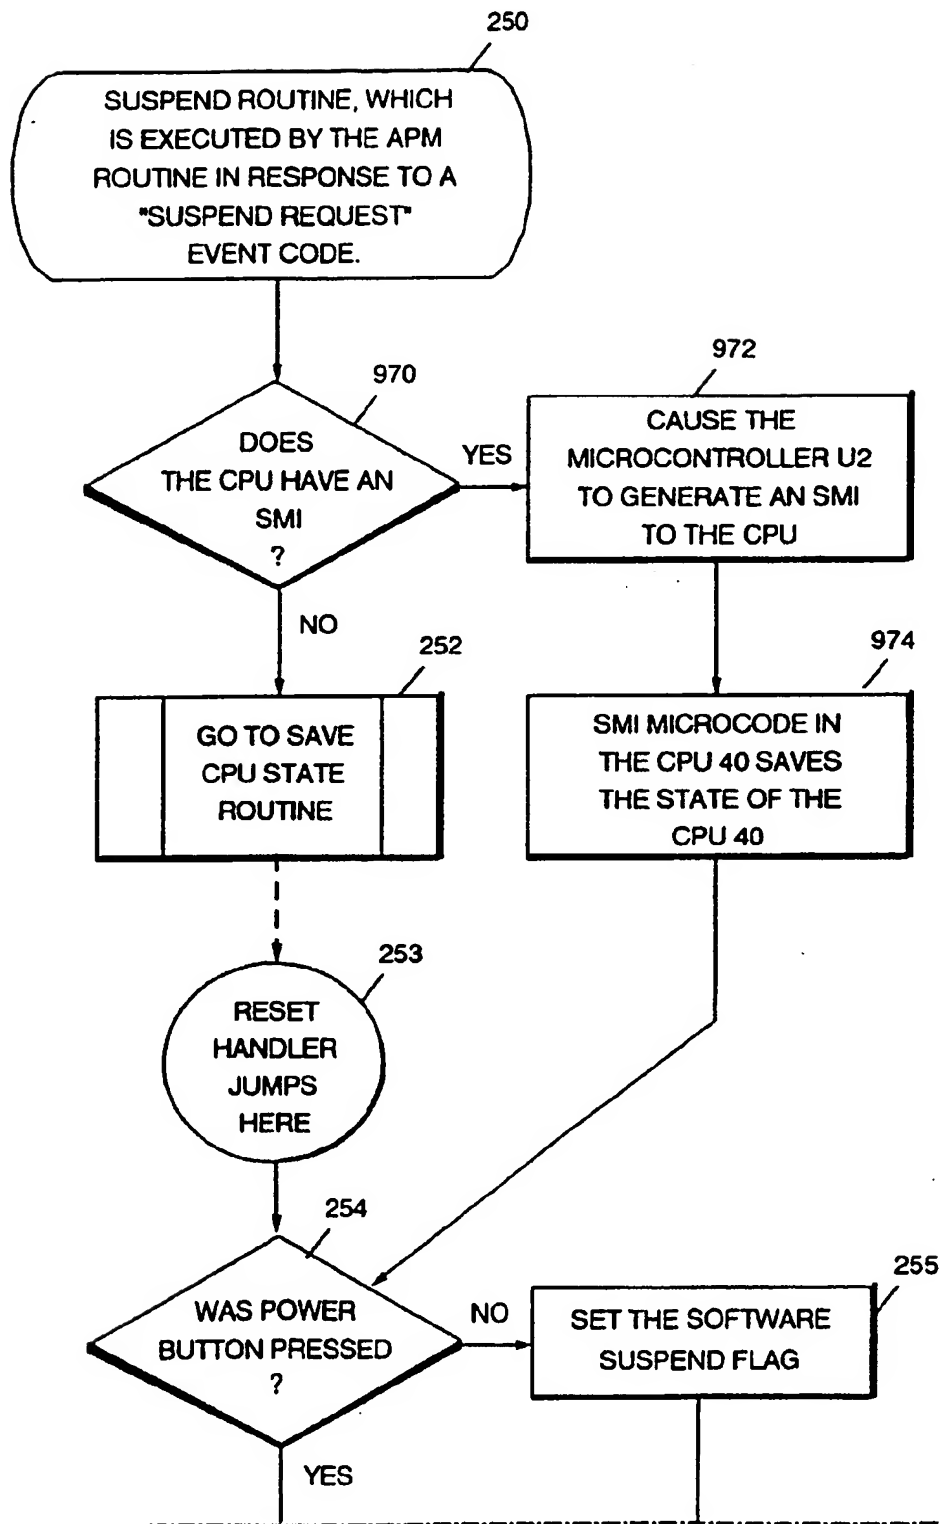 250
SUSPEND ROUTINE, WHICH
IS EXECUTED BY THE APM
ROUTINE IN RESPONSE TO A
"SUSPEND REQUEST"
EVENT CODE.
970
DOES
THE CPU HAVE AN
SMI
?
YES
NO
972
CAUSE THE
MICROCONTROLLER U2
TO GENERATE AN SMI
TO THE CPU
252
GO TO SAVE
CPU STATE
ROUTINE
974
SMI MICROCODE IN
THE CPU 40 SAVES
THE STATE OF THE
CPU 40
253
RESET
HANDLER
JUMPS
HERE
254
WAS POWER
BUTTON PRESSED
?
NO
YES
255
SET THE SOFTWARE
SUSPEND FLAG